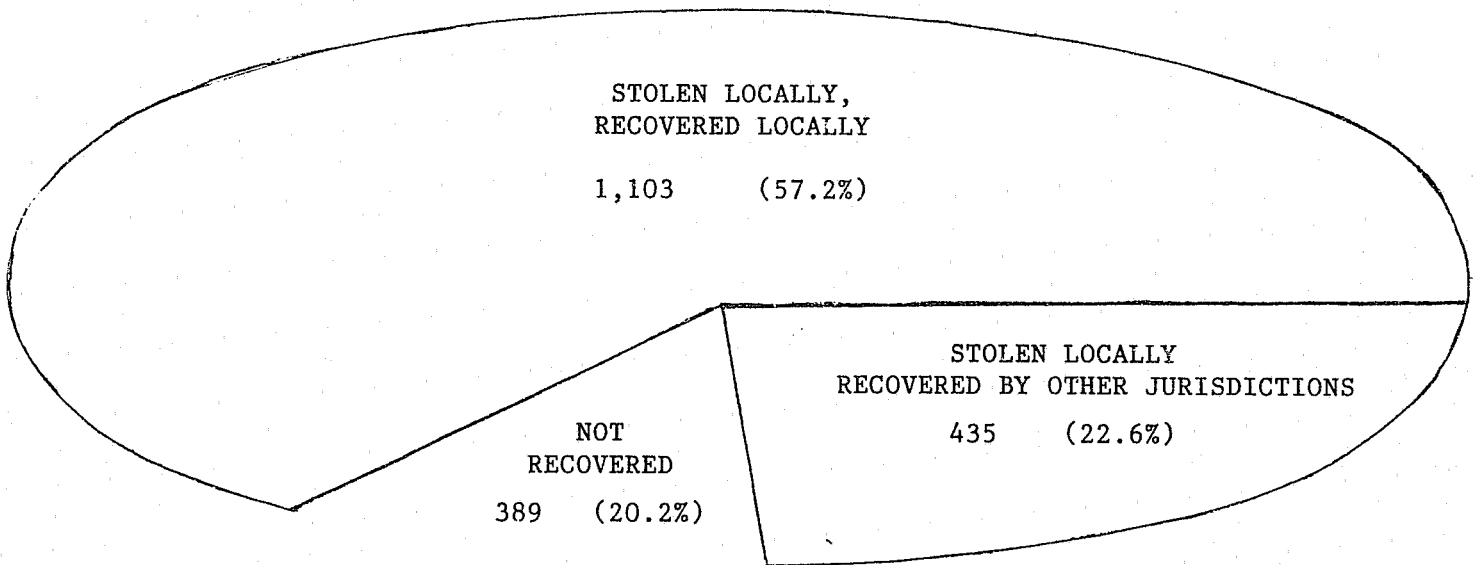 STOLEN LOCALLY,
RECOVERED LOCALLY
1,103 (57.2%)
STOLEN LOCALLY
RECOVERED BY OTHER JURISDICTIONS
435 (22.6%)
NOT
RECOVERED
389 (20.2%)